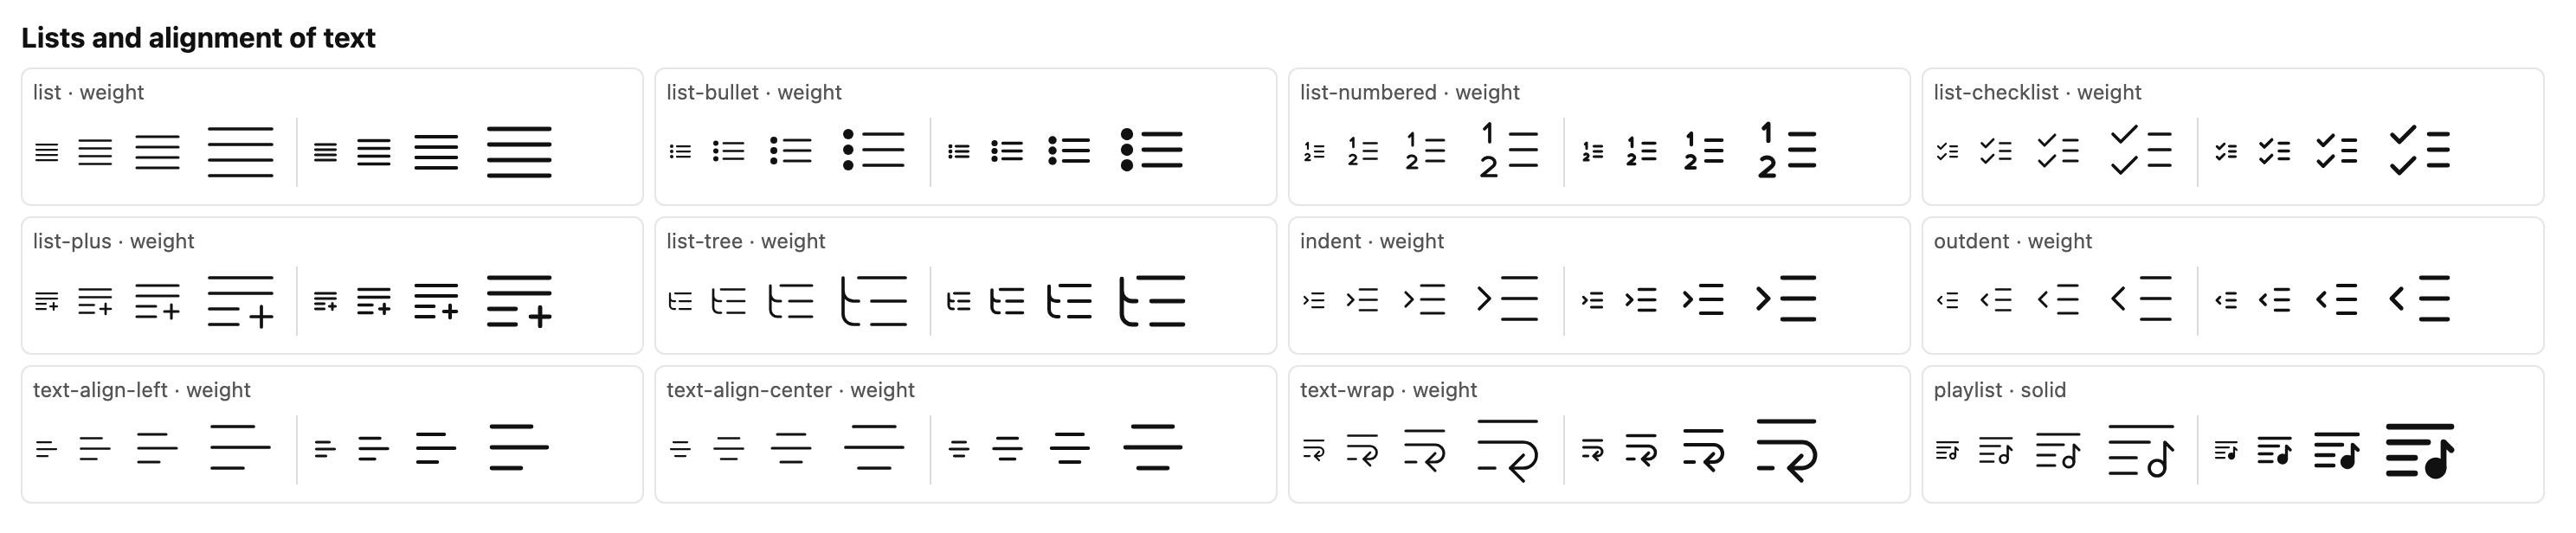 Lists and alignment of text
list · weight
list-bullet · weight
list-numbered · weight
list-checklist · weight
list-plus · weight
list-tree · weight
indent · weight
outdent · weight
text-align-left · weight
text-align-center · weight
text-wrap · weight
playlist · solid